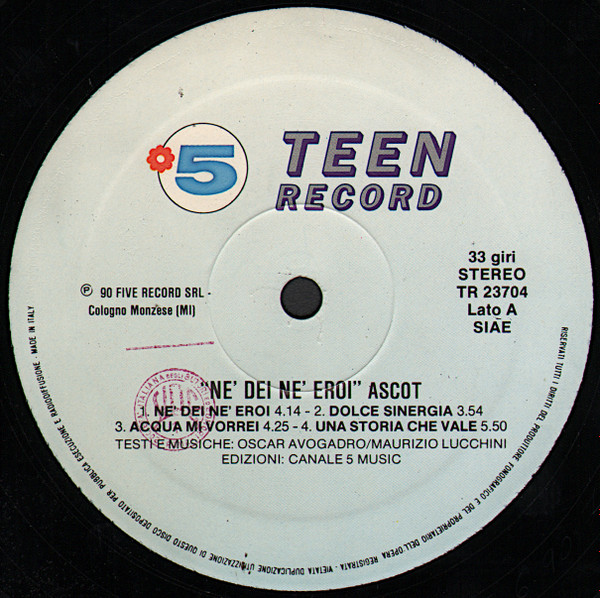 5 TEEN
RECORD
33 giri
STEREO
TR 23704
Lato A
SIAE
℗ 90 FIVE RECORD SRL -
Cologno Monzese (MI)
"NE' DEI NE' EROI" ASCOT
1. NE' DEI NE' EROI 4.14 - 2. DOLCE SINERGIA 3.54
3. ACQUA MI VORREI 4.25 - 4. UNA STORIA CHE VALE 5.50
TESTI E MUSICHE: OSCAR AVOGADRO/MAURIZIO LUCCHINI
EDIZIONI: CANALE 5 MUSIC
RISERVATI TUTTI I DIRITTI DEL PRODUTTORE FONOGRAFICO E DEL PROPRIETARIO DELL'OPERA REGISTRATA - VIETATA DUPLICAZIONE UTILIZZAZIONE DI QUESTO DISCO DEPOSITATO PER PUBBLICA ESECUZIONE E RADIODIFFUSIONE - MADE IN ITALY